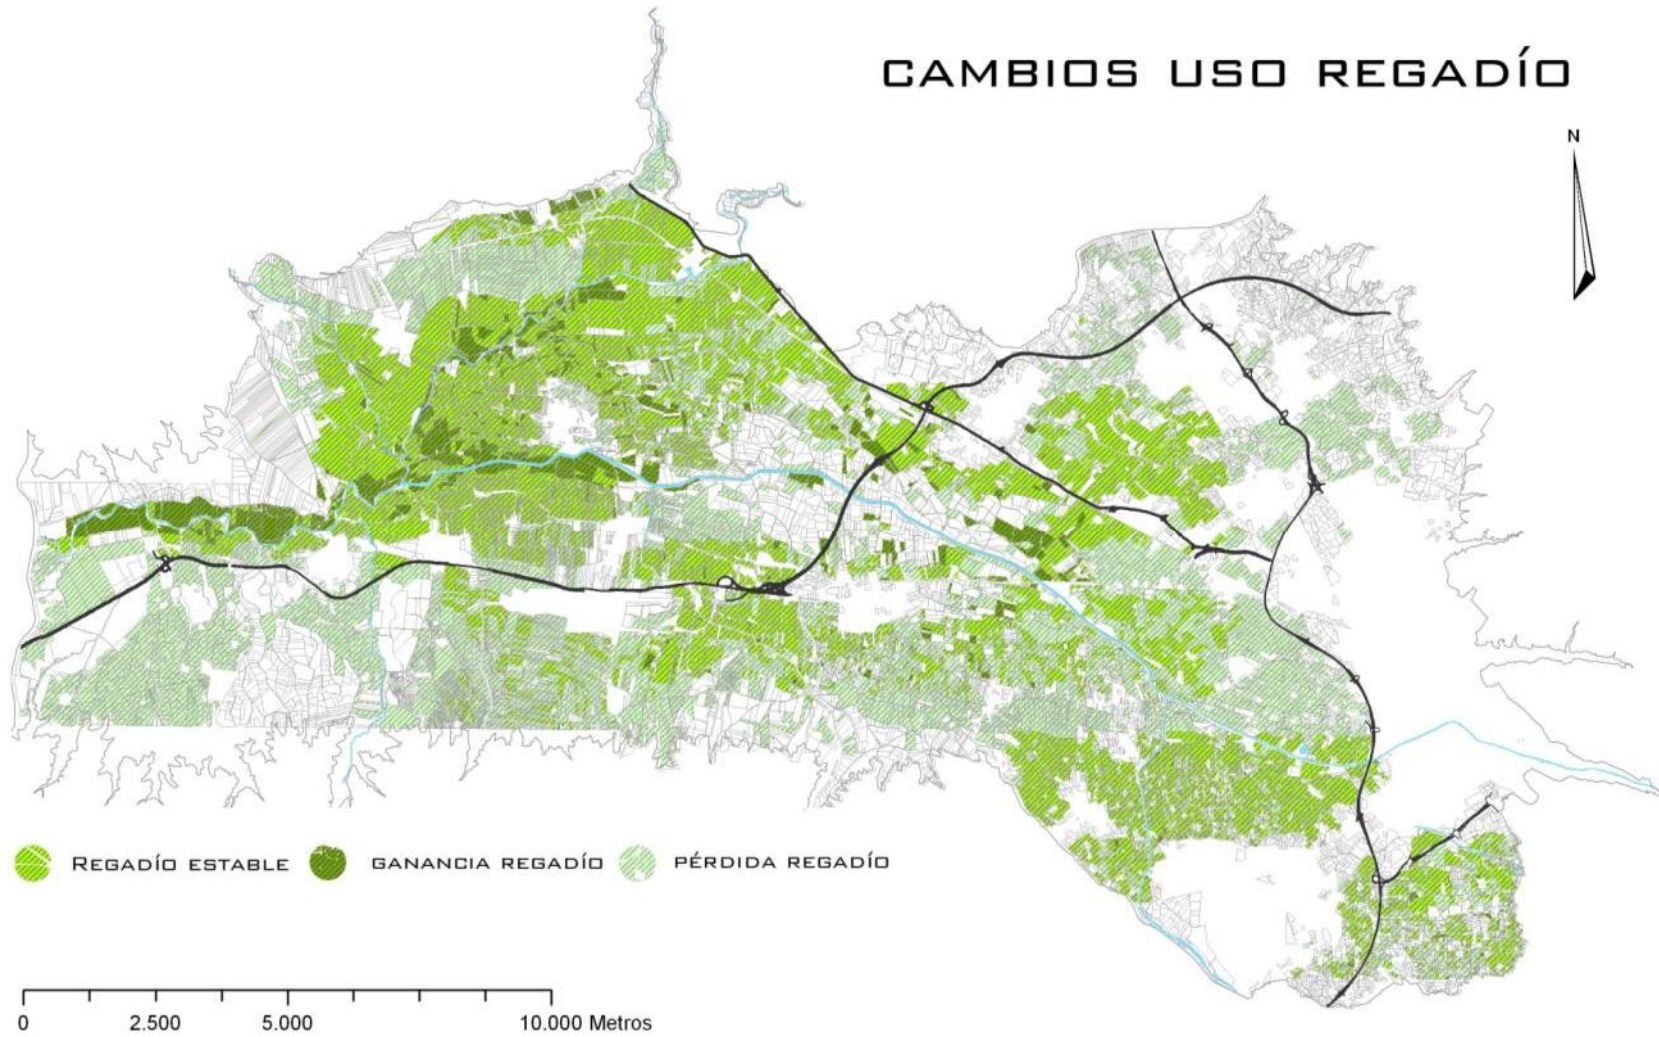 CAMBIOS USO REGADÍO
N
REGADÍO ESTABLE
GANANCIA REGADÍO
PÉRDIDA REGADÍO
0 2.500 5.000 10.000 Metros